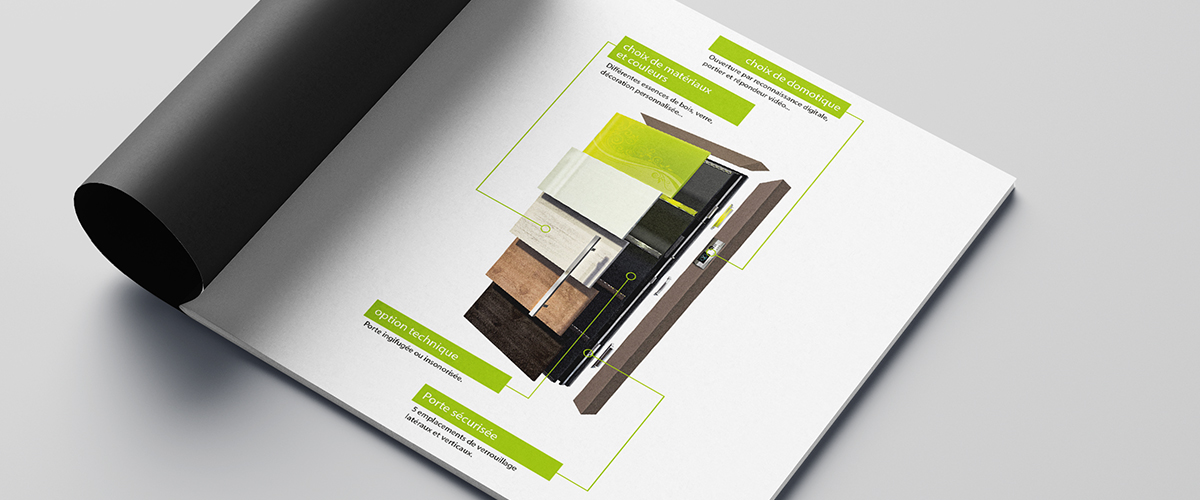 choix de matériaux
et couleurs
Différentes essences de bois, verre,
décoration personnalisée...
choix de domotique
Ouverture par reconnaissance digitale,
portier et répondeur vidéo...
option technique
Porte ingifugée ou insonorisée.
Porte sécurisée
5 emplacements de verrouillage
latéraux et verticaux.